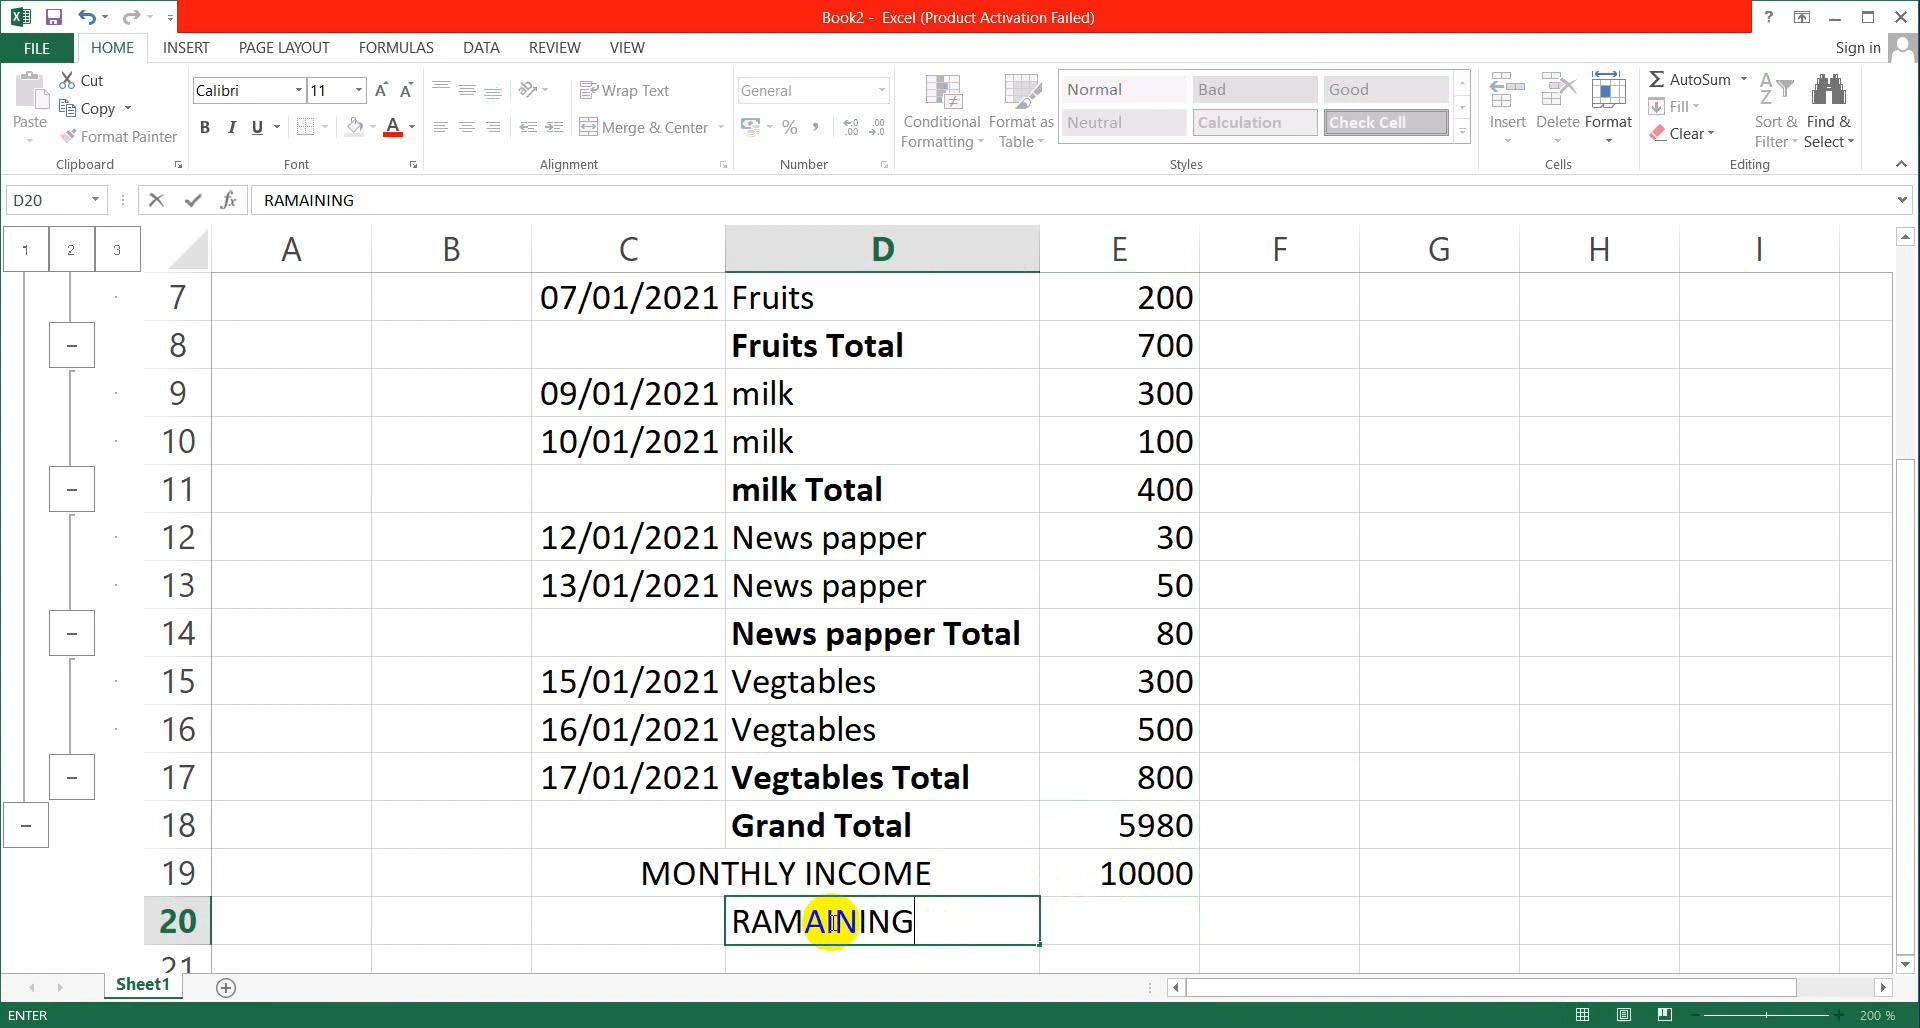 Book2 - Excel (Product Activation Failed)
?
FILE HOME INSERT PAGE LAYOUT FORMULAS DATA REVIEW VIEW Sign in
Paste
Cut
Copy
Format Painter
Clipboard
Calibri 11 A A
B I U A
Font
Wrap Text
Merge & Center
Alignment
General
% , .00 .00
Number
Conditional Formatting
Format as Table
Normal Bad Good
Neutral Calculation Check Cell
Styles
Insert Delete Format
Cells
AutoSum
Fill
Clear
Sort & Filter
Find & Select
Editing
D20 fx RAMAINING
1 2 3 A B C D E F G H I
7 07/01/2021 Fruits 200
8 Fruits Total 700
9 09/01/2021 milk 300
10 10/01/2021 milk 100
11 milk Total 400
12 12/01/2021 News papper 30
13 13/01/2021 News papper 50
14 News papper Total 80
15 15/01/2021 Vegtables 300
16 16/01/2021 Vegtables 500
17 17/01/2021 Vegtables Total 800
18 Grand Total 5980
19 MONTHLY INCOME 10000
20 RAMAINING
21
Sheet1
ENTER 200 %